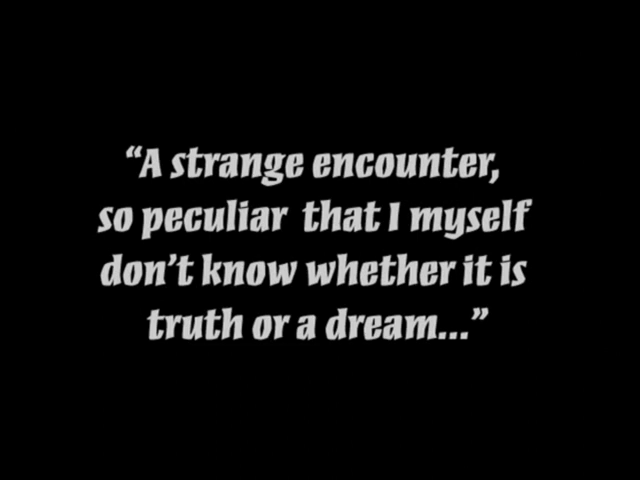 “A strange encounter,
so peculiar that I myself
don’t know whether it is
truth or a dream...”